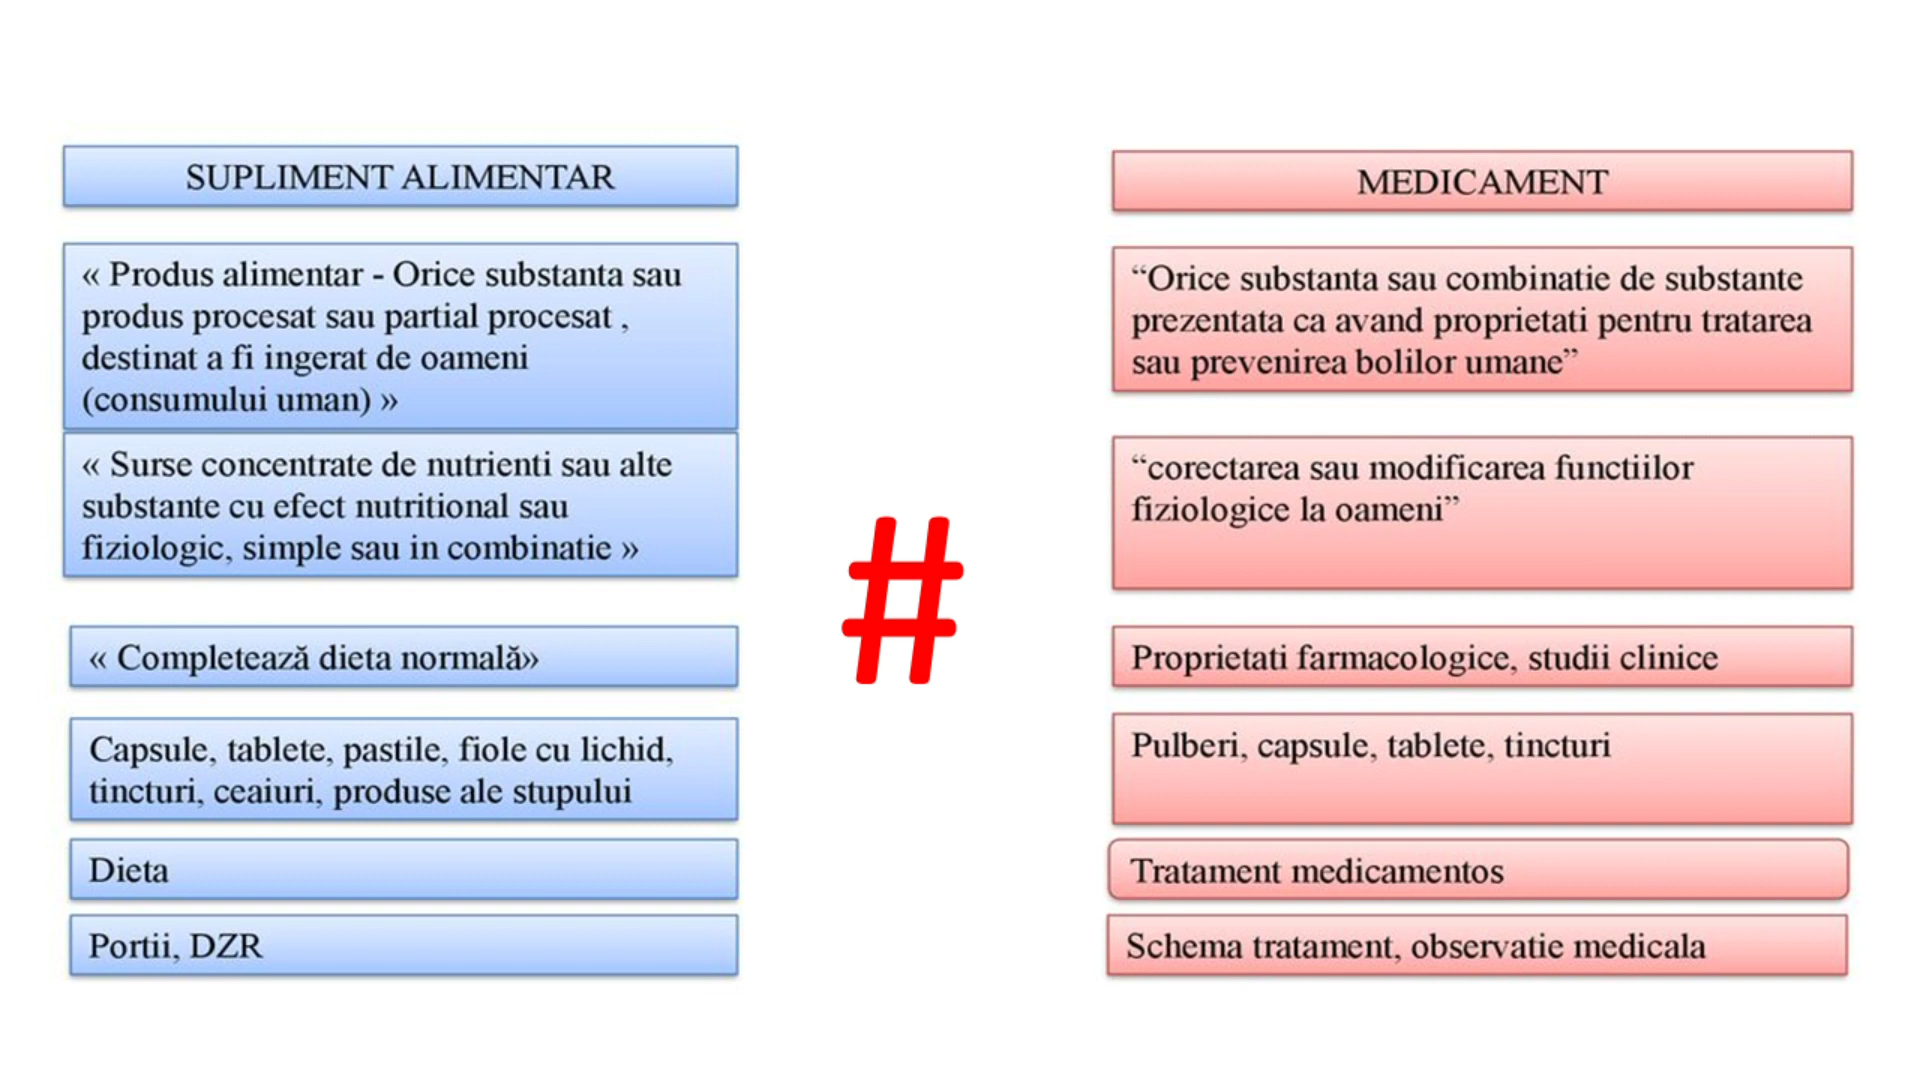 SUPLIMENT ALIMENTAR
« Produs alimentar - Orice substanta sau
produs procesat sau partial procesat ,
destinat a fi ingerat de oameni
(consumului uman) »
« Surse concentrate de nutrienti sau alte
substante cu efect nutritional sau
fiziologic, simple sau in combinatie »
« Completează dieta normală»
Capsule, tablete, pastile, fiole cu lichid,
tincturi, ceaiuri, produse ale stupului
Dieta
Portii, DZR
#
MEDICAMENT
“Orice substanta sau combinatie de substante
prezentata ca avand proprietati pentru tratarea
sau prevenirea bolilor umane”
“corectarea sau modificarea functiilor
fiziologice la oameni”
Proprietati farmacologice, studii clinice
Pulberi, capsule, tablete, tincturi
Tratament medicamentos
Schema tratament, observatie medicala